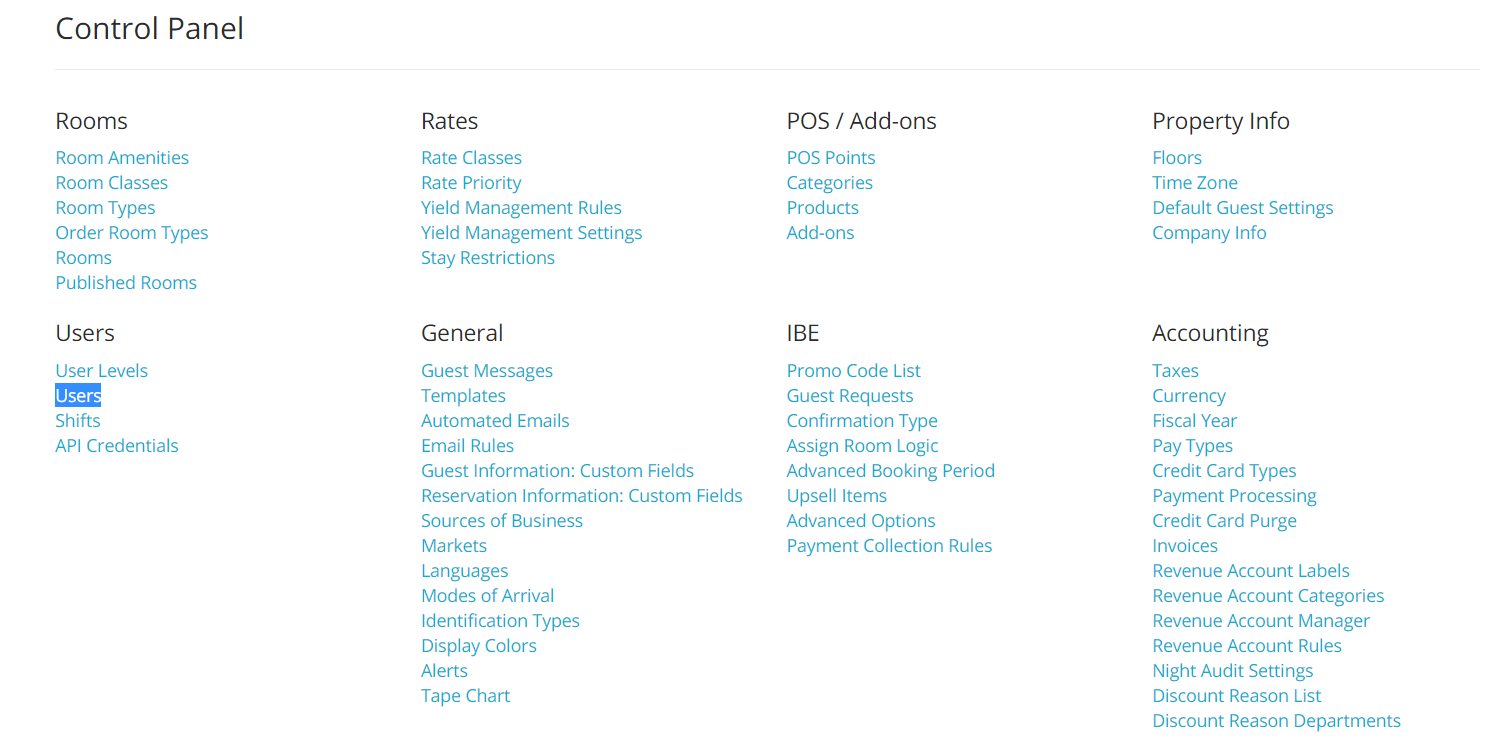 Control Panel
Rooms
Room Amenities
Room Classes
Room Types
Order Room Types
Rooms
Published Rooms
Rates
Rate Classes
Rate Priority
Yield Management Rules
Yield Management Settings
Stay Restrictions
POS / Add-ons
POS Points
Categories
Products
Add-ons
Property Info
Floors
Time Zone
Default Guest Settings
Company Info
Users
User Levels
Users
Shifts
API Credentials
General
Guest Messages
Templates
Automated Emails
Email Rules
Guest Information: Custom Fields
Reservation Information: Custom Fields
Sources of Business
Markets
Languages
Modes of Arrival
Identification Types
Display Colors
Alerts
Tape Chart
IBE
Promo Code List
Guest Requests
Confirmation Type
Assign Room Logic
Advanced Booking Period
Upsell Items
Advanced Options
Payment Collection Rules
Accounting
Taxes
Currency
Fiscal Year
Pay Types
Credit Card Types
Payment Processing
Credit Card Purge
Invoices
Revenue Account Labels
Revenue Account Categories
Revenue Account Manager
Revenue Account Rules
Night Audit Settings
Discount Reason List
Discount Reason Departments